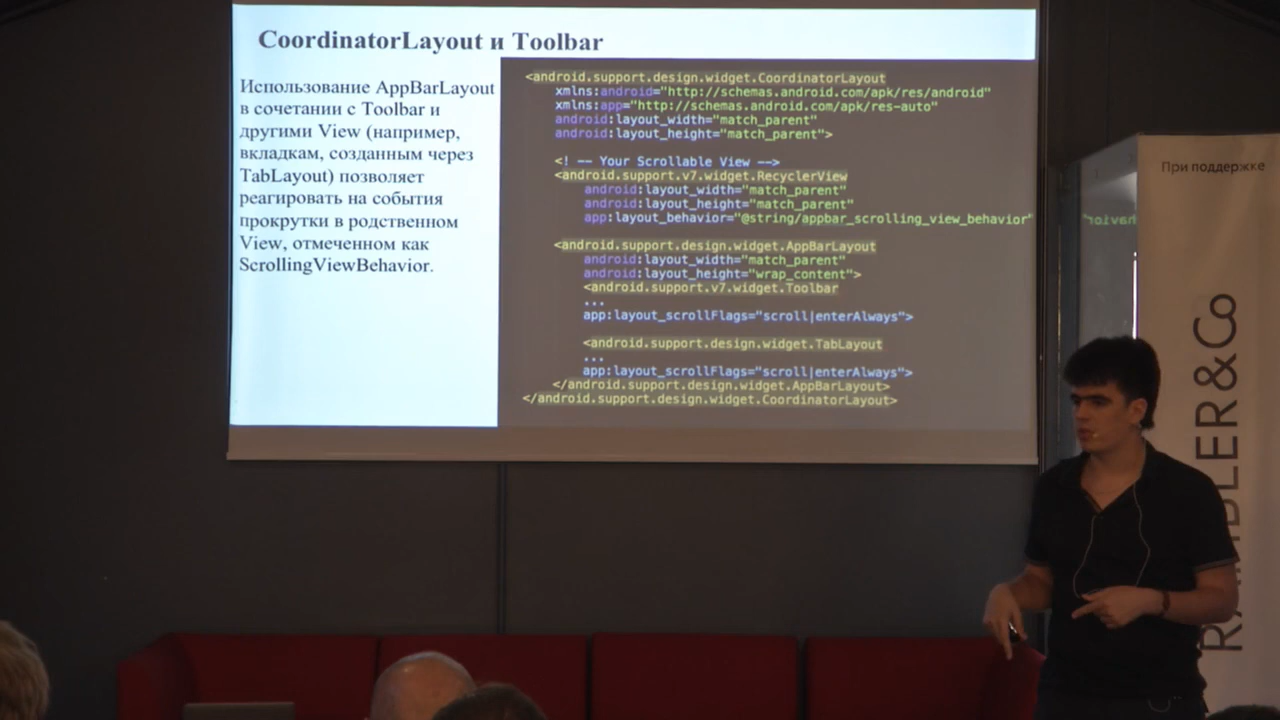 CoordinatorLayout и Toolbar
Использование AppBarLayout
в сочетании с Toolbar и
другими View (например,
вкладкам, созданным через
TabLayout) позволяет
реагировать на события
прокрутки в родственном
View, отмеченном как
ScrollingViewBehavior.
<android.support.design.widget.CoordinatorLayout
xmlns:android="http://schemas.android.com/apk/res/android"
xmlns:app="http://schemas.android.com/apk/res-auto"
android:layout_width="match_parent"
android:layout_height="match_parent">
<! -- Your Scrollable View -->
<android.support.v7.widget.RecyclerView
android:layout_width="match_parent"
android:layout_height="match_parent"
app:layout_behavior="@string/appbar_scrolling_view_behavior"
<android.support.design.widget.AppBarLayout
android:layout_width="match_parent"
android:layout_height="wrap_content">
<android.support.v7.widget.Toolbar
...
app:layout_scrollFlags="scroll|enterAlways">
<android.support.design.widget.TabLayout
...
app:layout_scrollFlags="scroll|enterAlways">
</android.support.design.widget.AppBarLayout>
</android.support.design.widget.CoordinatorLayout>
При поддержке
RAMBLER&Co